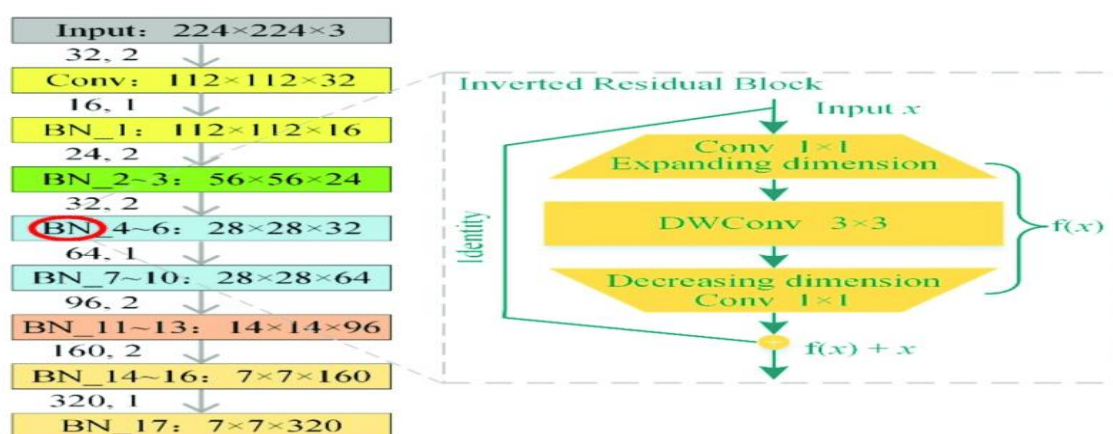 Input: 224×224×3
32, 2
Conv: 112×112×32
16, 1
BN_1: 112×112×16
24, 2
BN_2~3: 56×56×24
32, 2
BN_4~6: 28×28×32
64, 1
BN_7~10: 28×28×64
96, 2
BN_11~13: 14×14×96
160, 2
BN_14~16: 7×7×160
320, 1
BN_17: 7×7×320
Inverted Residual Block
Input x
Conv 1×1
Expanding dimension
DWConv 3×3
Identity
f(x)
Decreasing dimension
Conv 1×1
+
f(x) + x